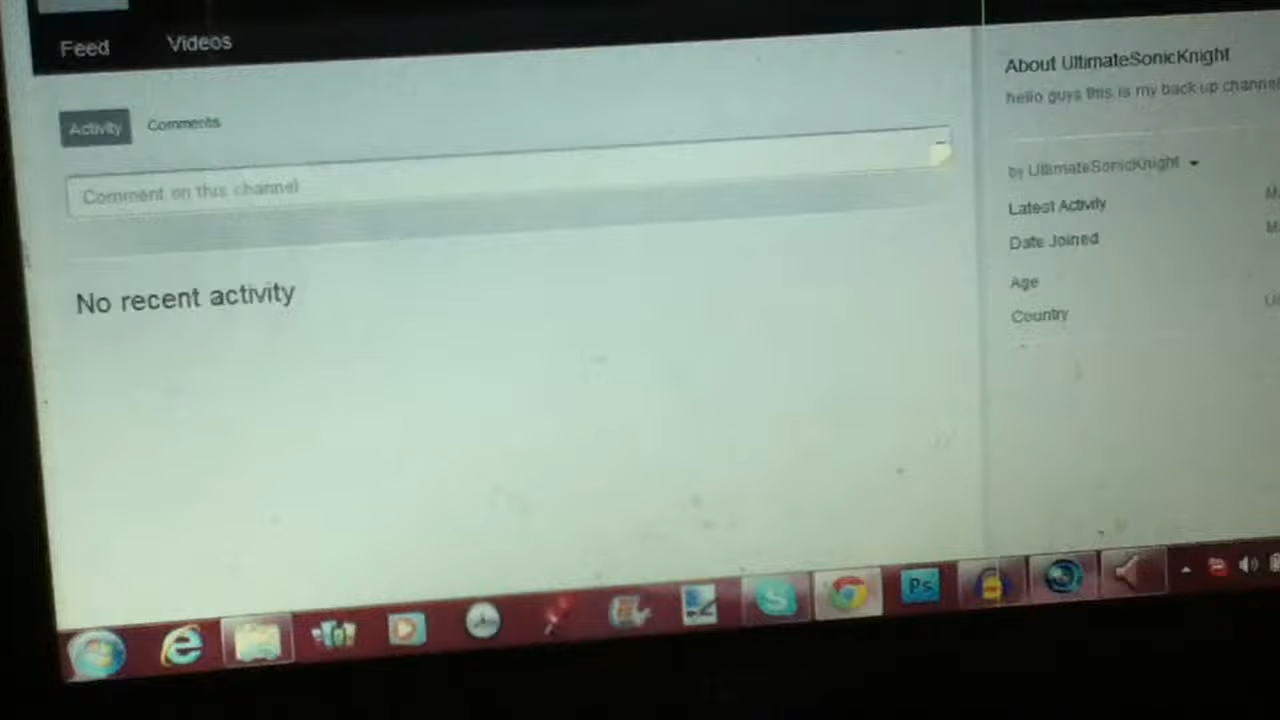 Feed Videos
Activity Comments
Comment on this channel
No recent activity
About UltimateSonicKnight
hello guys this is my back up channel
by UltimateSonicKnight
Latest Activity
Date Joined
Age
Country
Ps